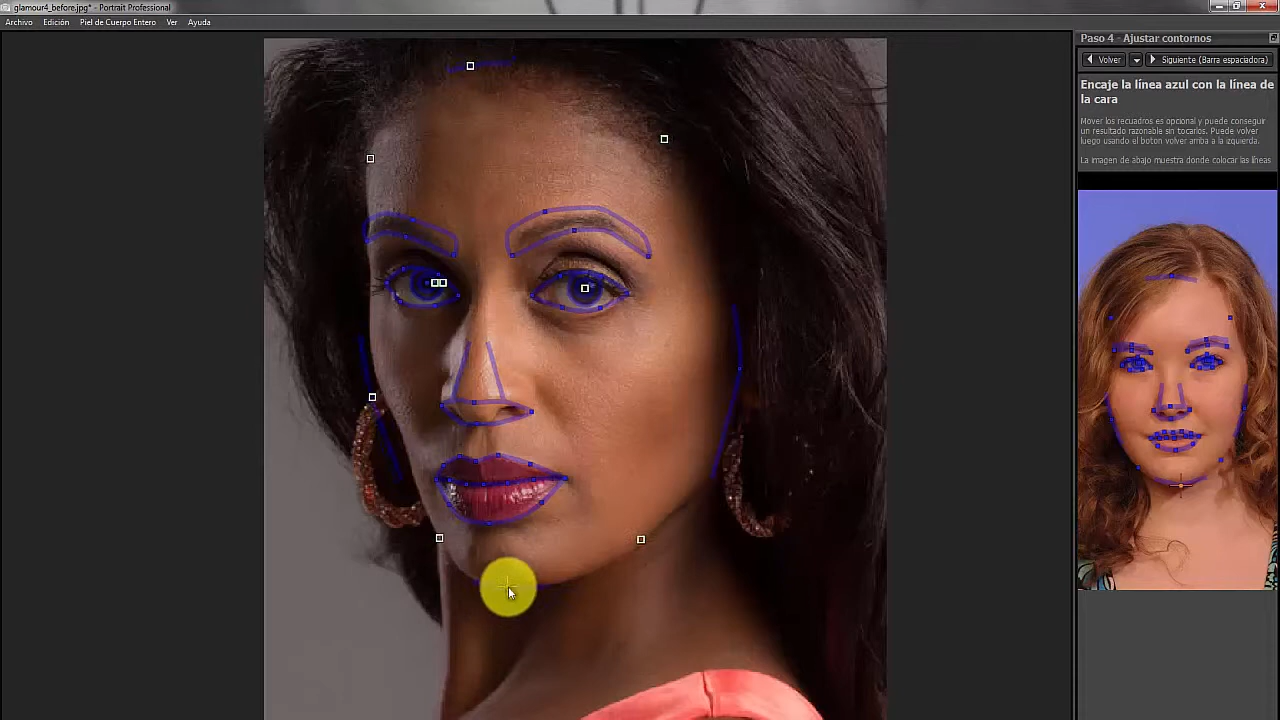 glamour4_before.jpg* - Portrait Professional
Archivo Edición Piel de Cuerpo Entero Ver Ayuda
Paso 4 - Ajustar contornos
Volver Siguiente (Barra espaciadora)
Encaje la línea azul con la línea de
la cara
Mover los recuadros es opcional y puede conseguir
un resultado razonable sin tocarlos. Puede volver
luego usando el boton volver arriba a la izquierda.
La imagen de abajo muestra donde colocar las líneas